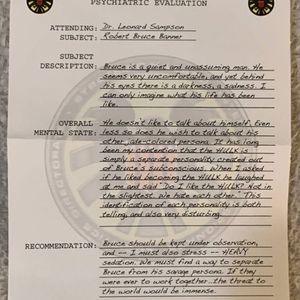 PSYCHIATRIC EVALUATION
ATTENDING: Dr. Leonard Sampson
SUBJECT: Robert Bruce Banner
SUBJECT
DESCRIPTION: Bruce is a quiet and unassuming man. He
seems very uncomfortable, and yet behind
his eyes there is a darkness, a sadness. I
can only imagine what his life has been
like.
OVERALL
MENTAL STATE: He doesn't like to talk about himself. Even
less so does he wish to talk about his
other, jade-colored persona. It has long
been my contention that the HULK is
simply a separate personality created out
of Bruce's subconscious. When I asked
if he liked becoming the HULK he laughed
at me and said "Do I like the HULK? Not in
the slightest. We hate each other." This
identification of each personality is both
telling, and also very disturbing.
RECOMMENDATION: Bruce should be kept under observation,
and -- I must also stress -- HEAVY
sedation. We must find a way to separate
Bruce from his savage persona. If they
were ever to work together...the threat to
the world would be immense.